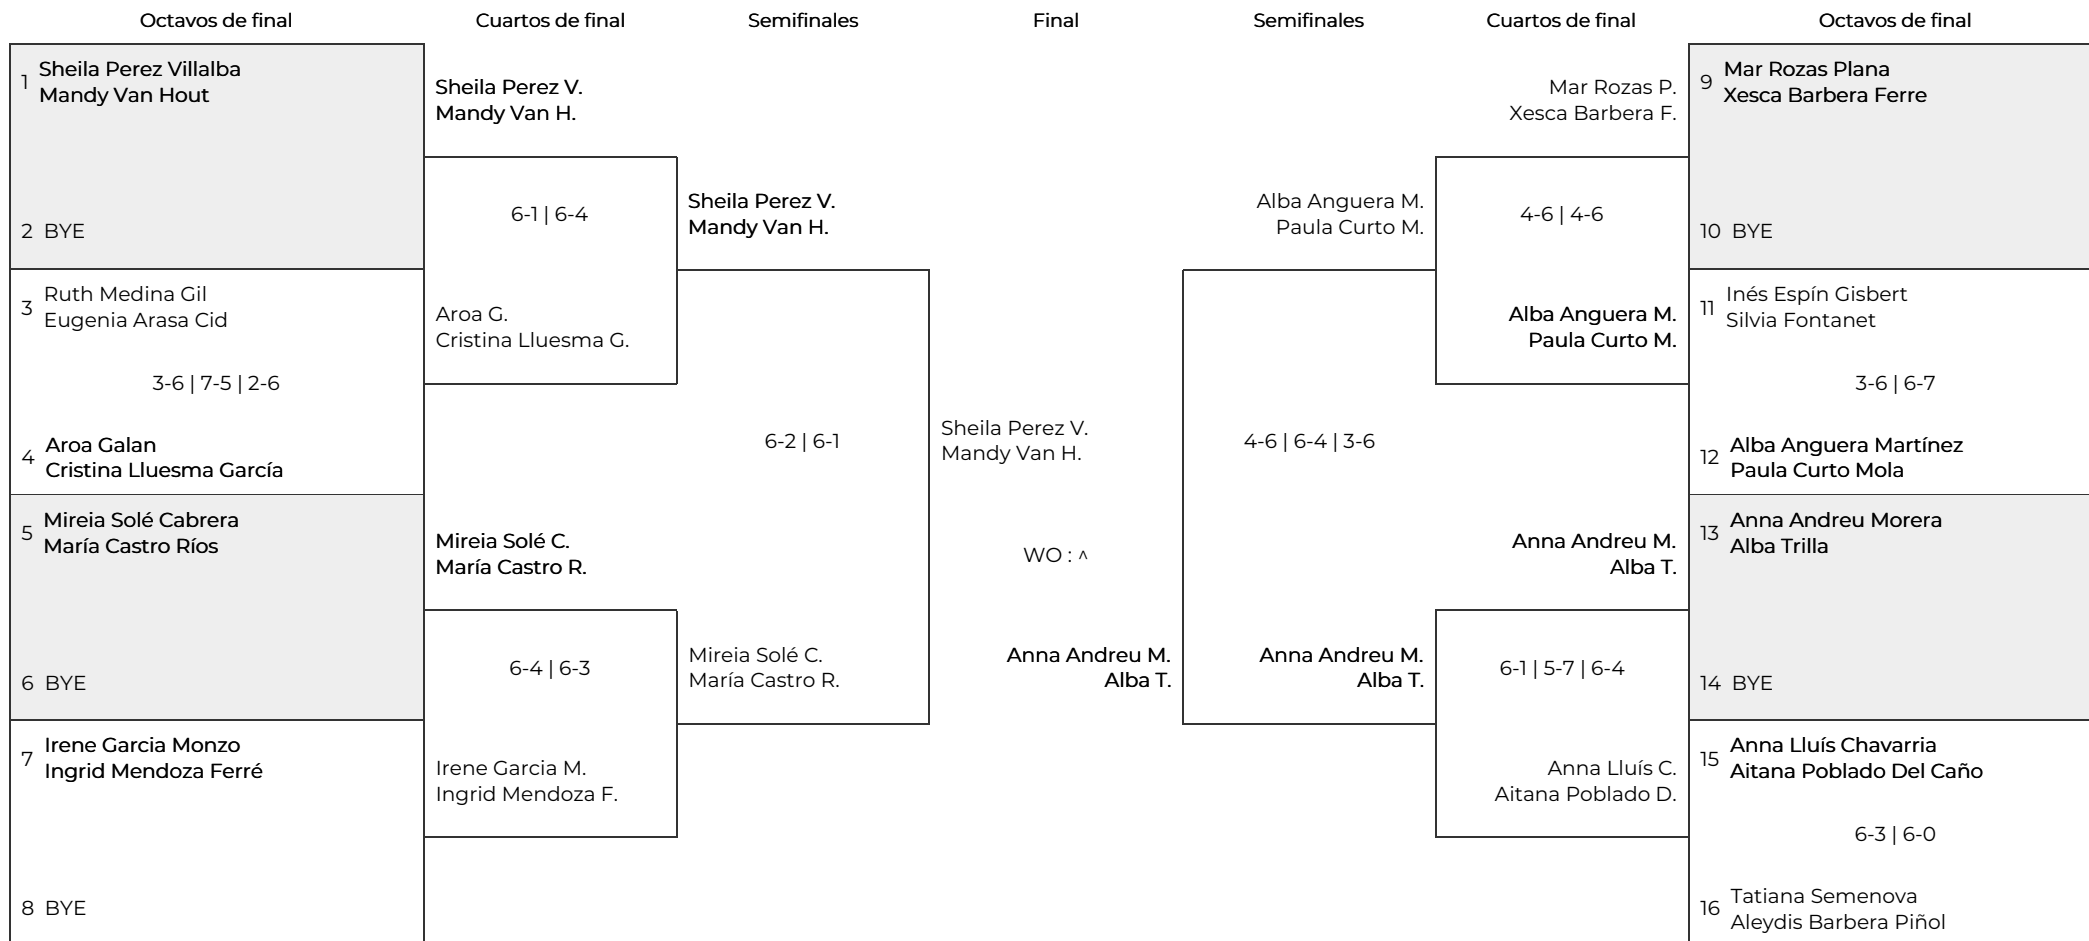 Octavos de final
Cuartos de final
Semifinales
Final
Semifinales
Cuartos de final
Octavos de final
1 Sheila Perez Villalba
Mandy Van Hout
2 BYE
3 Ruth Medina Gil
Eugenia Arasa Cid
3-6 | 7-5 | 2-6
4 Aroa Galan
Cristina Lluesma García
5 Mireia Solé Cabrera
María Castro Ríos
6 BYE
7 Irene Garcia Monzo
Ingrid Mendoza Ferré
8 BYE
Sheila Perez V.
Mandy Van H.
6-1 | 6-4
Aroa G.
Cristina Lluesma G.
Mireia Solé C.
María Castro R.
6-4 | 6-3
Irene Garcia M.
Ingrid Mendoza F.
Sheila Perez V.
Mandy Van H.
6-2 | 6-1
Mireia Solé C.
María Castro R.
Sheila Perez V.
Mandy Van H.
WO : ^
Anna Andreu M.
Alba T.
Alba Anguera M.
Paula Curto M.
4-6 | 6-4 | 3-6
Anna Andreu M.
Alba T.
Mar Rozas P.
Xesca Barbera F.
4-6 | 4-6
Alba Anguera M.
Paula Curto M.
Anna Andreu M.
Alba T.
6-1 | 5-7 | 6-4
Anna Lluís C.
Aitana Poblado D.
9 Mar Rozas Plana
Xesca Barbera Ferre
10 BYE
11 Inés Espín Gisbert
Silvia Fontanet
3-6 | 6-7
12 Alba Anguera Martínez
Paula Curto Mola
13 Anna Andreu Morera
Alba Trilla
14 BYE
15 Anna Lluís Chavarria
Aitana Poblado Del Caño
6-3 | 6-0
16 Tatiana Semenova
Aleydis Barbera Piñol